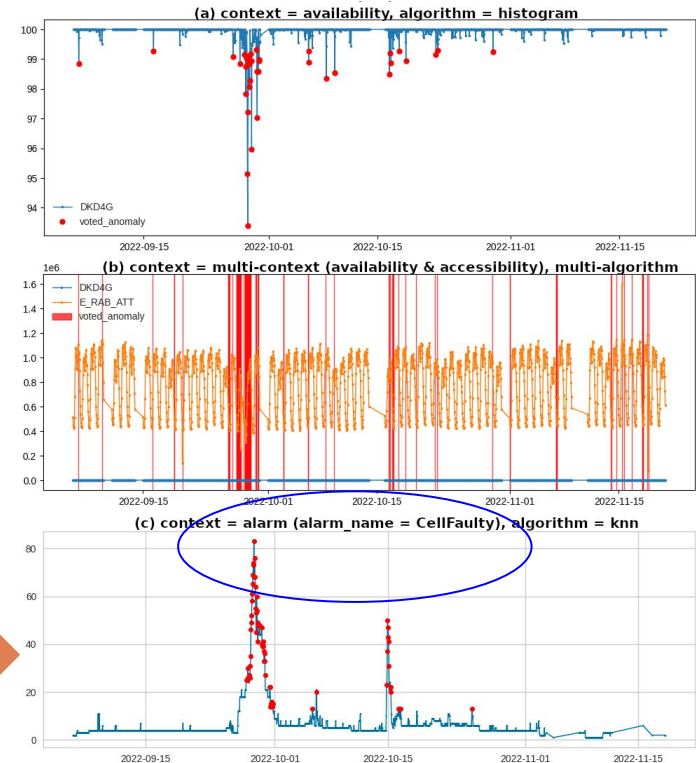 (a) context = availability, algorithm = histogram
100
99
98
97
96
95
94
DKD4G
voted_anomaly
2022-09-15 2022-10-01 2022-10-15 2022-11-01 2022-11-15
1e6
(b) context = multi-context (availability & accessibility), multi-algorithm
1.6
1.4
1.2
1.0
0.8
0.6
0.4
0.2
0.0
DKD4G
E_RAB_ATT
voted_anomaly
2022-09-15 2022-10-01 2022-10-15 2022-11-01 2022-11-15
(c) context = alarm (alarm_name = CellFaulty), algorithm = knn
80
60
40
20
0
2022-09-15 2022-10-01 2022-10-15 2022-11-01 2022-11-15